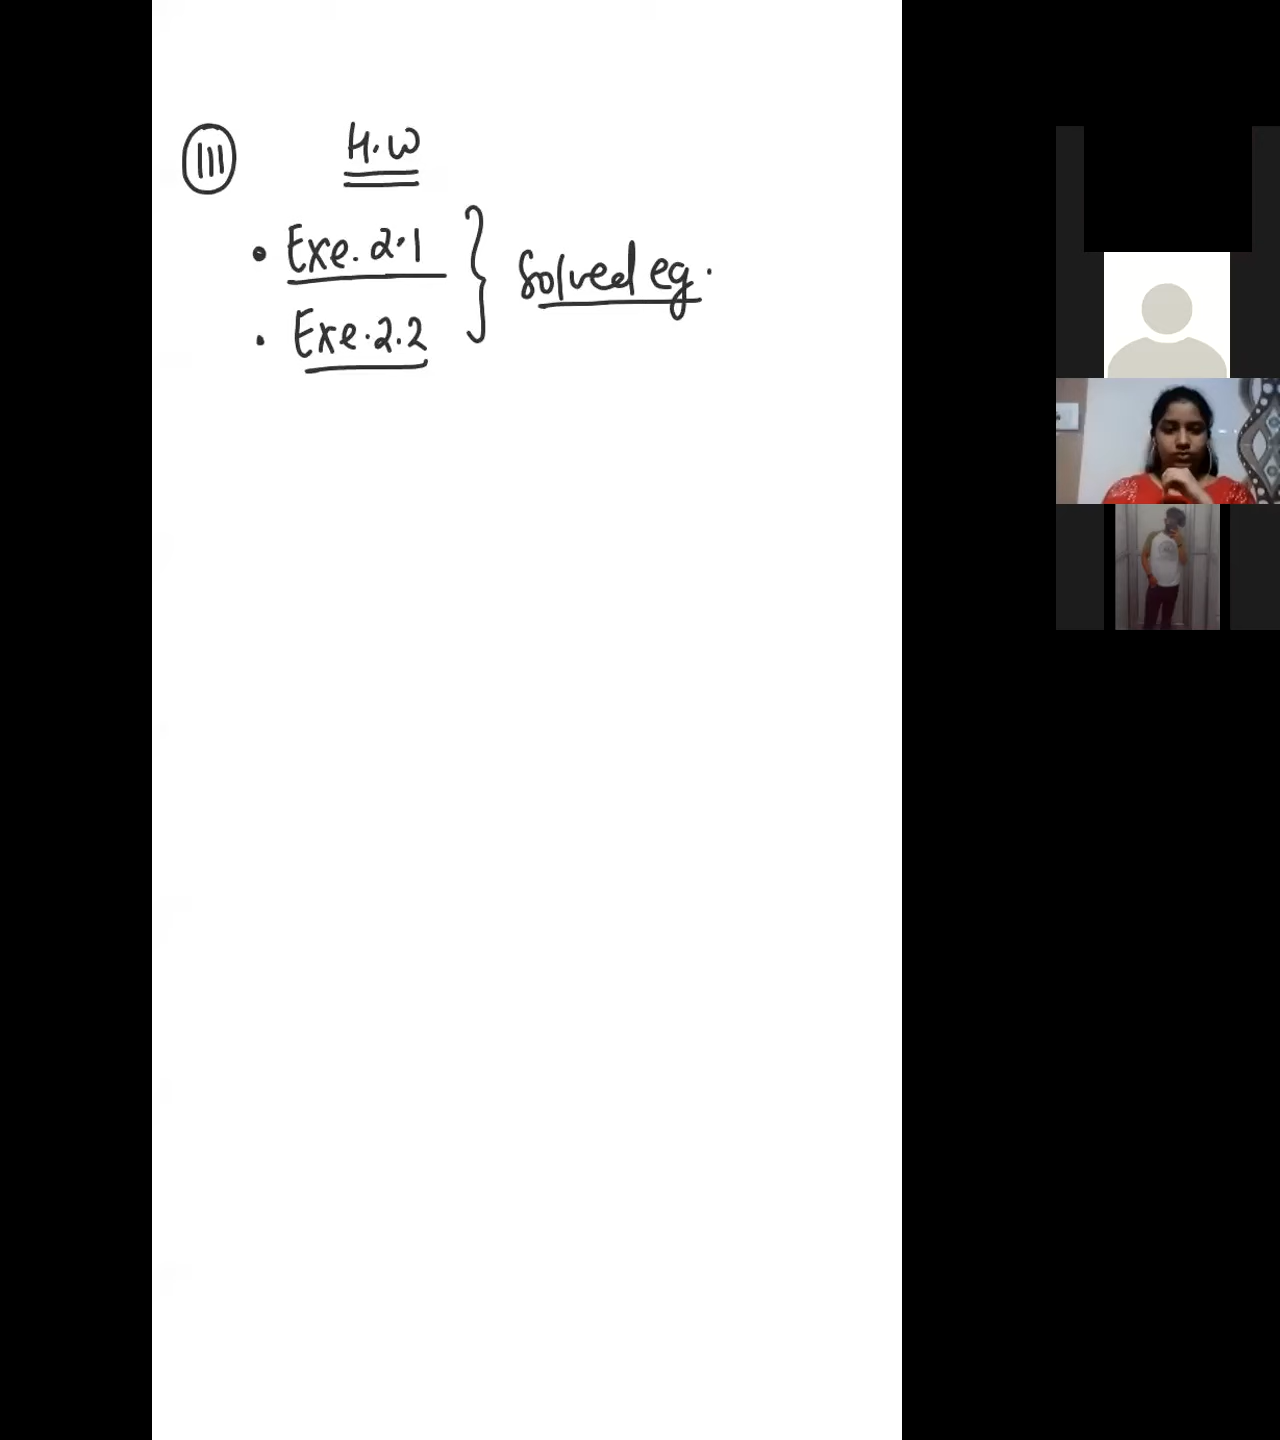 III H.W
• Exe. 2.1
• Exe. 2.2
Solved eg.